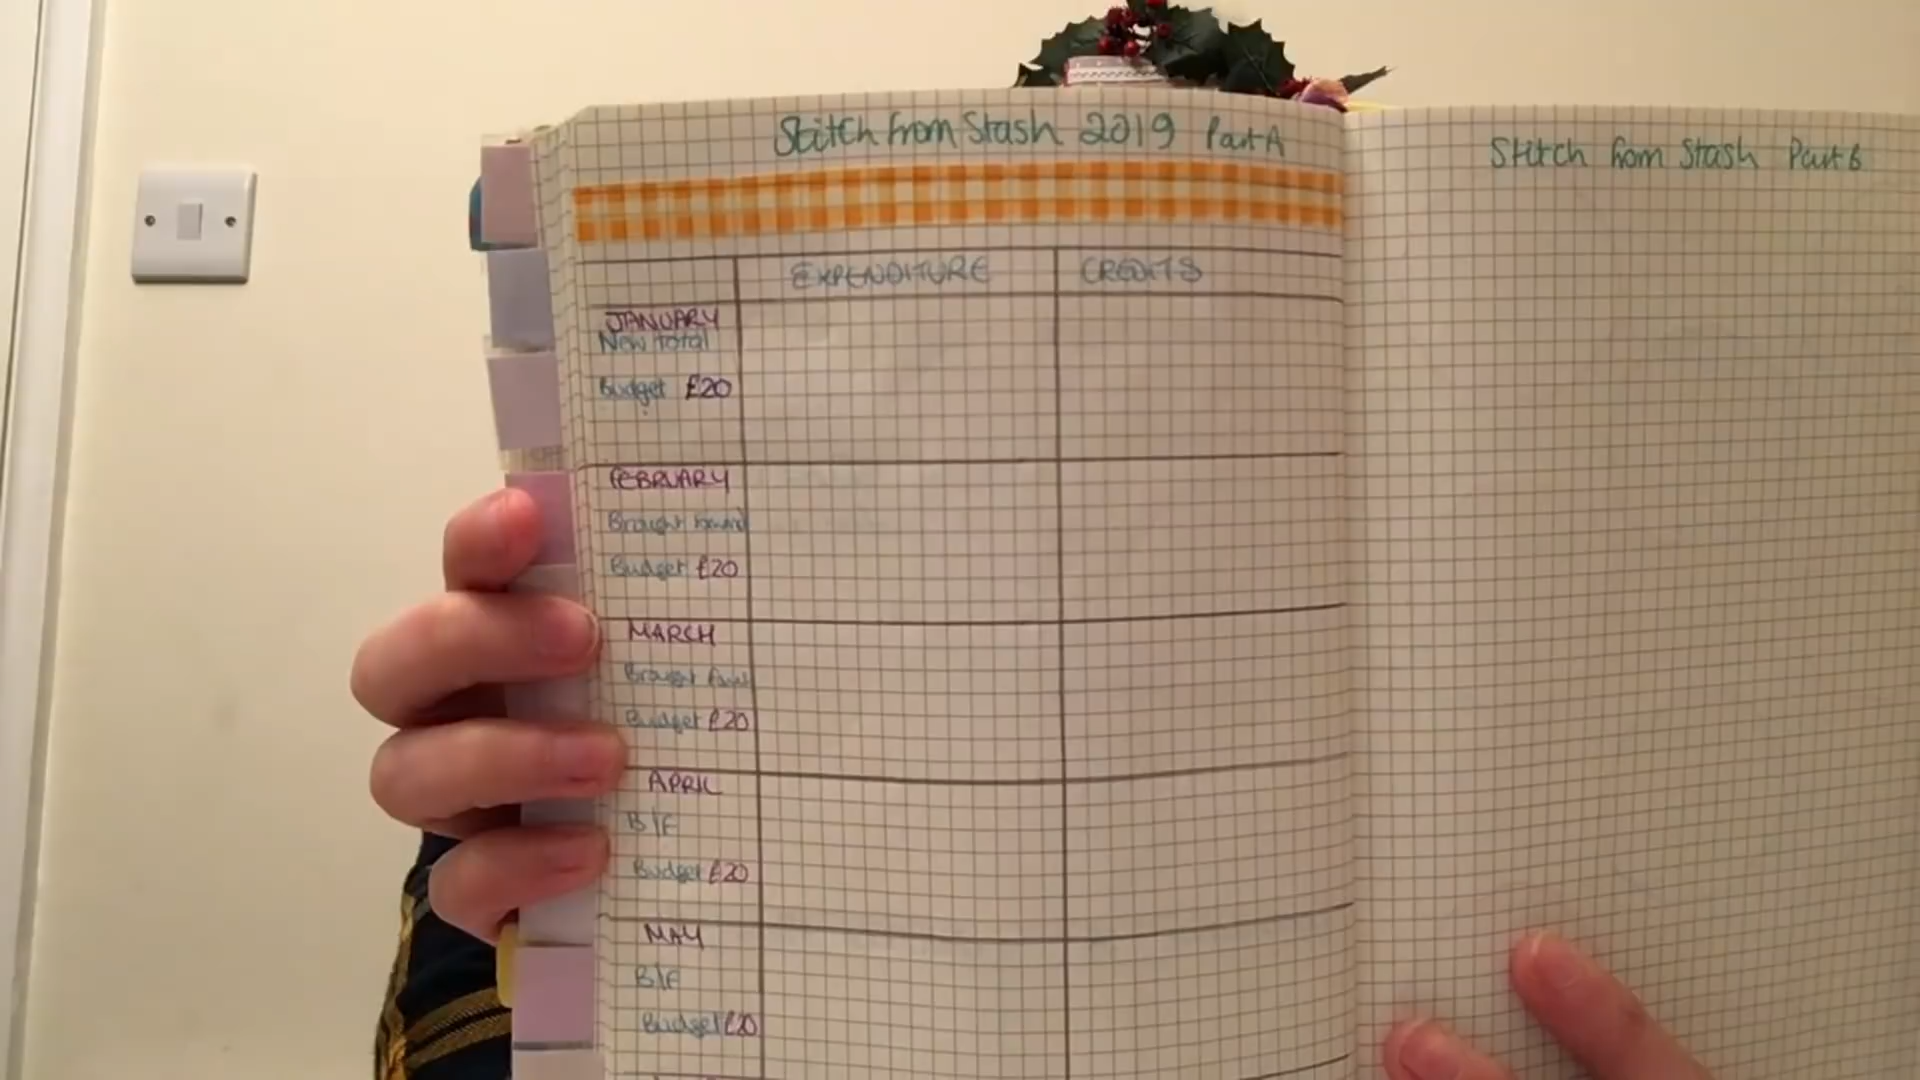 Stitch from Stash 2019 Part A
EXPENDITURE CREDITS
JANUARY
New total
Budget £20
FEBRUARY
Brought forward
Budget £20
MARCH
Brought
Budget £20
APRIL
B/F
Budget £20
MAY
B/F
Budget £20
Stitch from Stash Part B